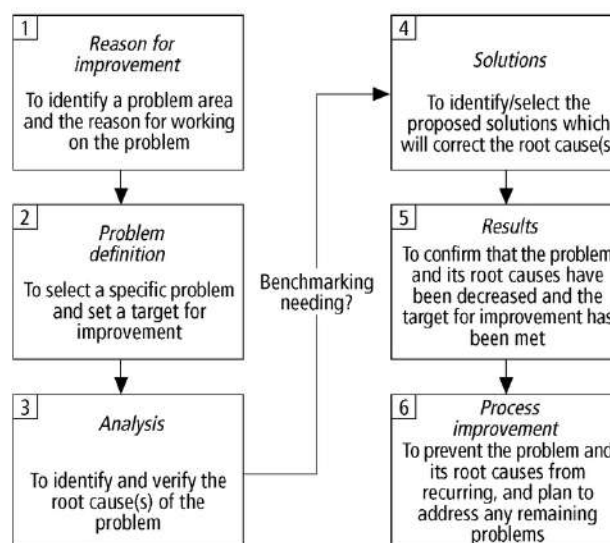 1
Reason for
improvement
To identify a problem area
and the reason for working
on the problem
2
Problem
definition
To select a specific problem
and set a target for
improvement
3
Analysis
To identify and verify the
root cause(s) of the
problem
Benchmarking
needing?
4
Solutions
To identify/select the
proposed solutions which
will correct the root cause(s)
5
Results
To confirm that the problem
and its root causes have
been decreased and the
target for improvement has
been met
6
Process
improvement
To prevent the problem and
its root causes from
recurring, and plan to
address any remaining
problems